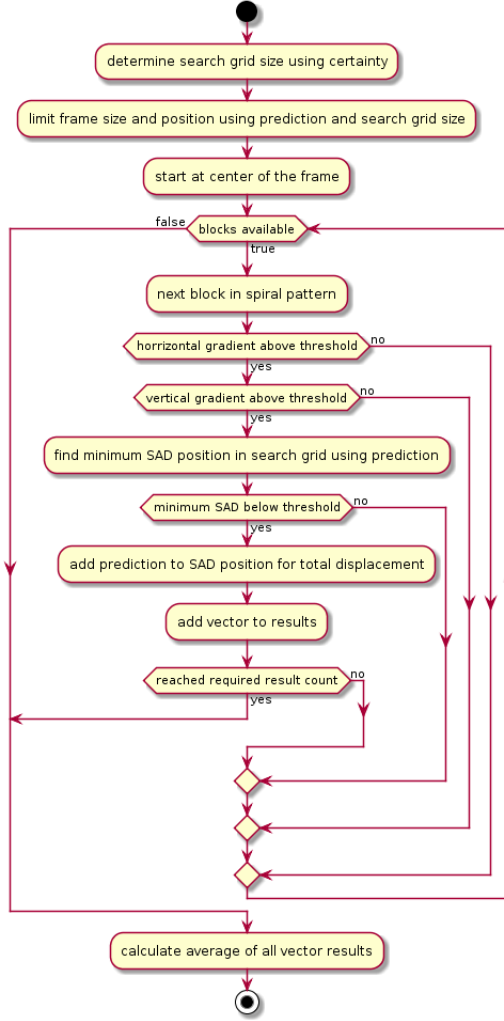 determine search grid size using certainty
limit frame size and position using prediction and search grid size
start at center of the frame
false
blocks available
true
next block in spiral pattern
horrizontal gradient above threshold
no
yes
vertical gradient above threshold
no
yes
find minimum SAD position in search grid using prediction
minimum SAD below threshold
no
yes
add prediction to SAD position for total displacement
add vector to results
reached required result count
no
yes
calculate average of all vector results